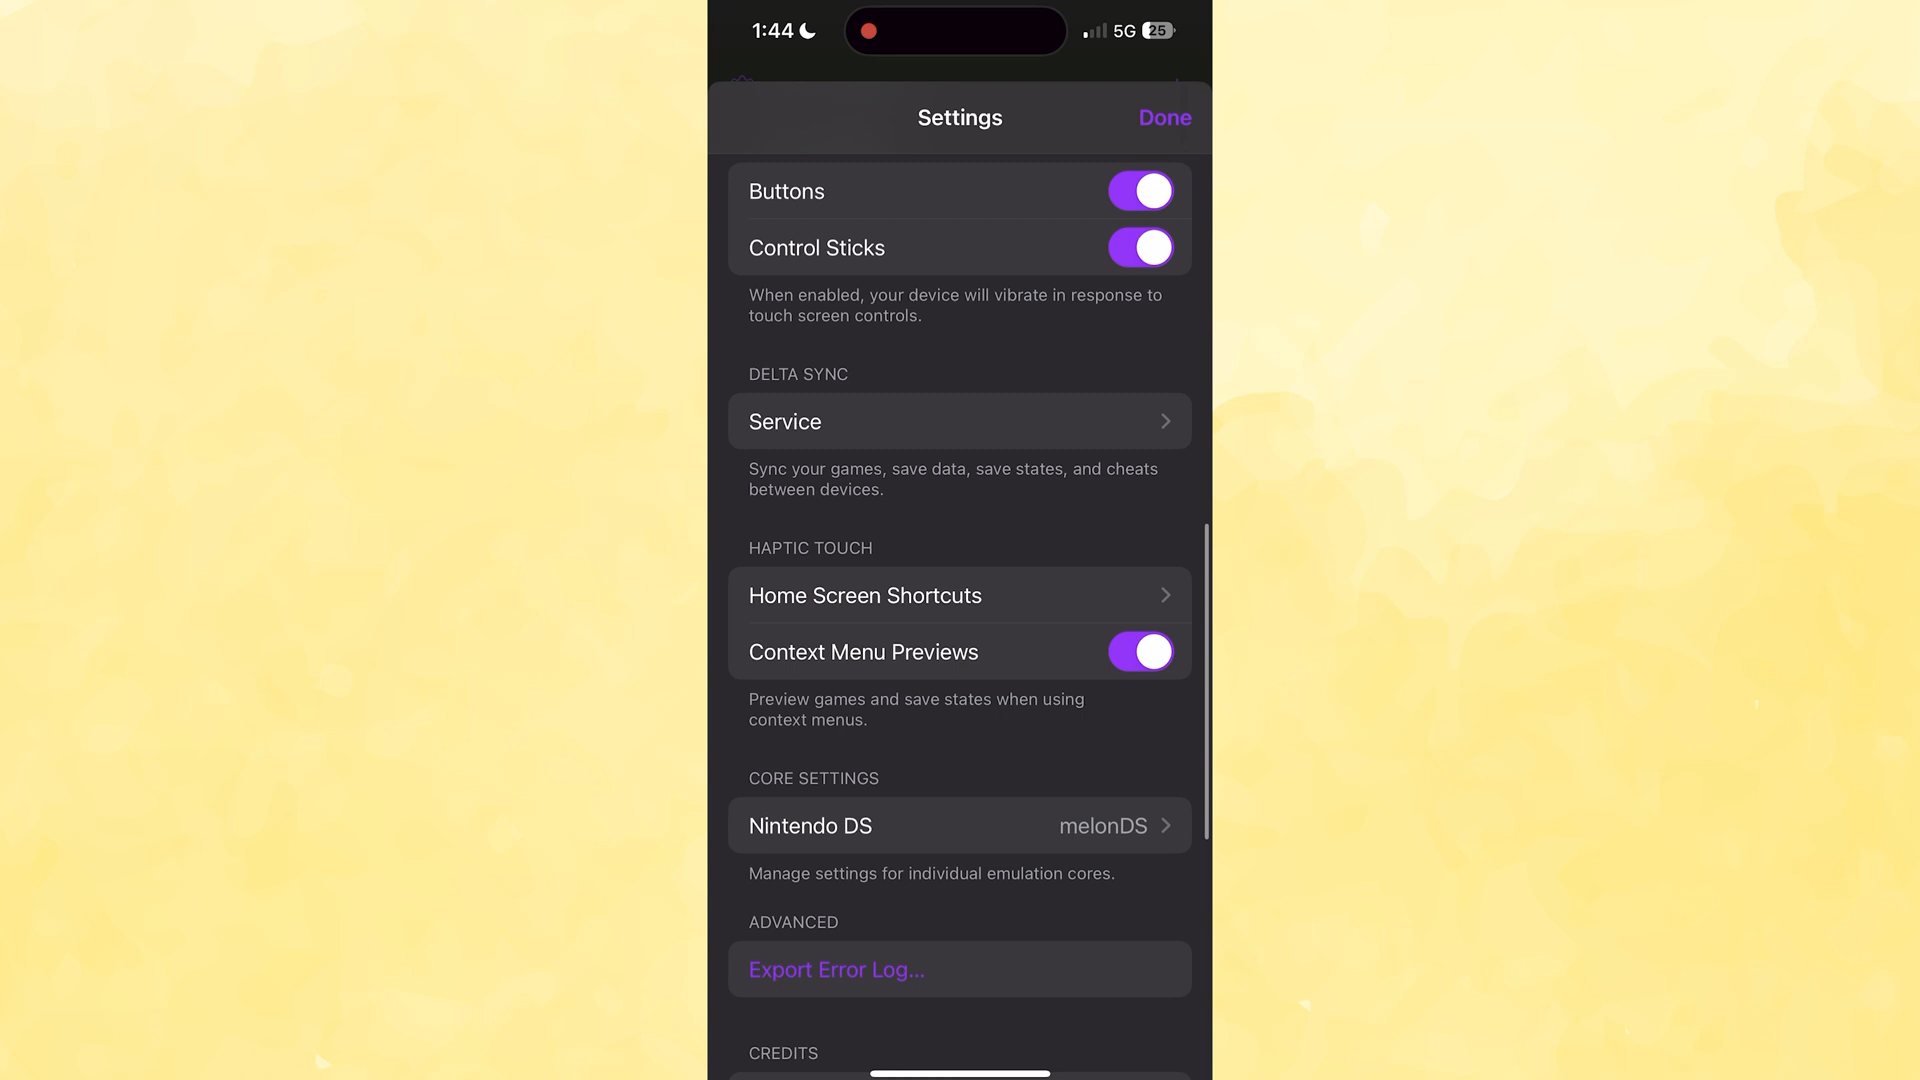 1:44
5G
25
Settings
Done
Buttons
Control Sticks
When enabled, your device will vibrate in response to
touch screen controls.
DELTA SYNC
Service
Sync your games, save data, save states, and cheats
between devices.
HAPTIC TOUCH
Home Screen Shortcuts
Context Menu Previews
Preview games and save states when using
context menus.
CORE SETTINGS
Nintendo DS
melonDS
Manage settings for individual emulation cores.
ADVANCED
Export Error Log...
CREDITS